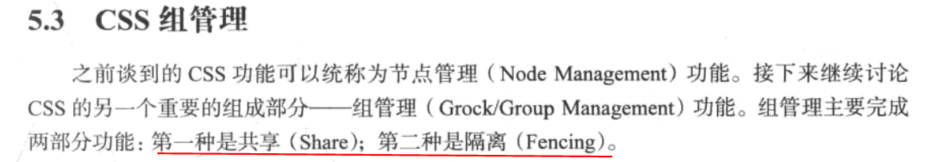 5.3 CSS 组管理
之前谈到的 CSS 功能可以统称为节点管理（Node Management）功能。接下来继续讨论
CSS 的另一个重要的组成部分——组管理（Grock/Group Management）功能。组管理主要完成
两部分功能：第一种是共享（Share）；第二种是隔离（Fencing）。